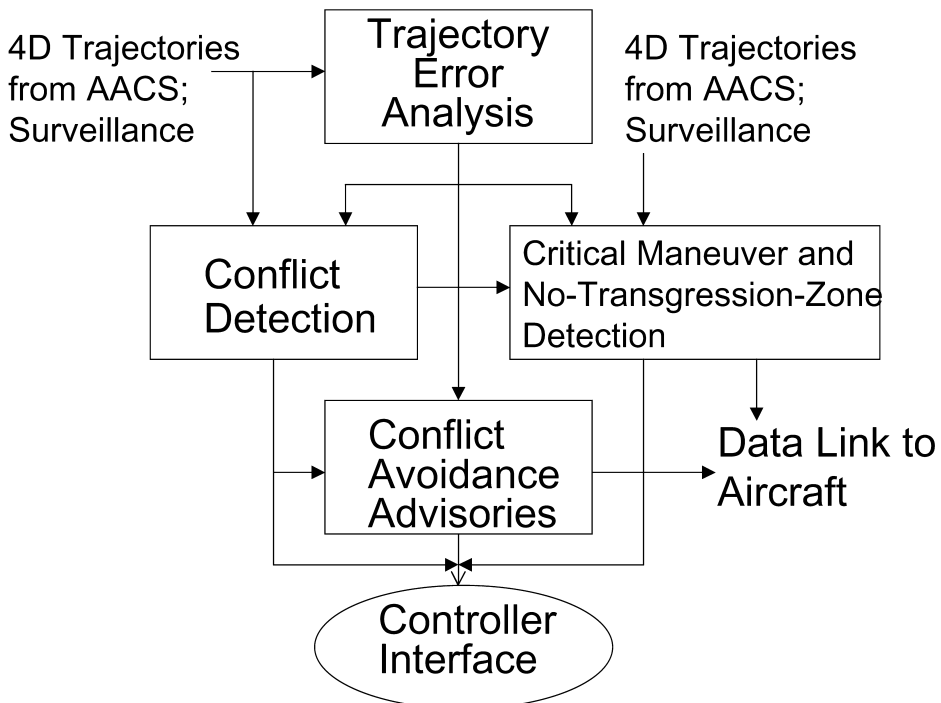 4D Trajectories
from AACS;
Surveillance
Trajectory
Error
Analysis
4D Trajectories
from AACS;
Surveillance
Conflict
Detection
Critical Maneuver and
No-Transgression-Zone
Detection
Conflict
Avoidance
Advisories
Data Link to
Aircraft
Controller
Interface